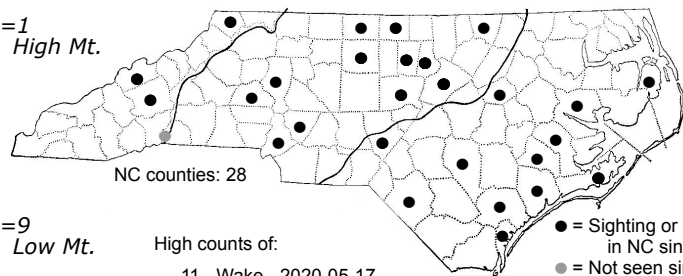 =1
High Mt.
NC counties: 28
=9
Low Mt.
High counts of:
11 - Wake - 2020-05-17
● = Sighting or
in NC sin
● = Not seen si